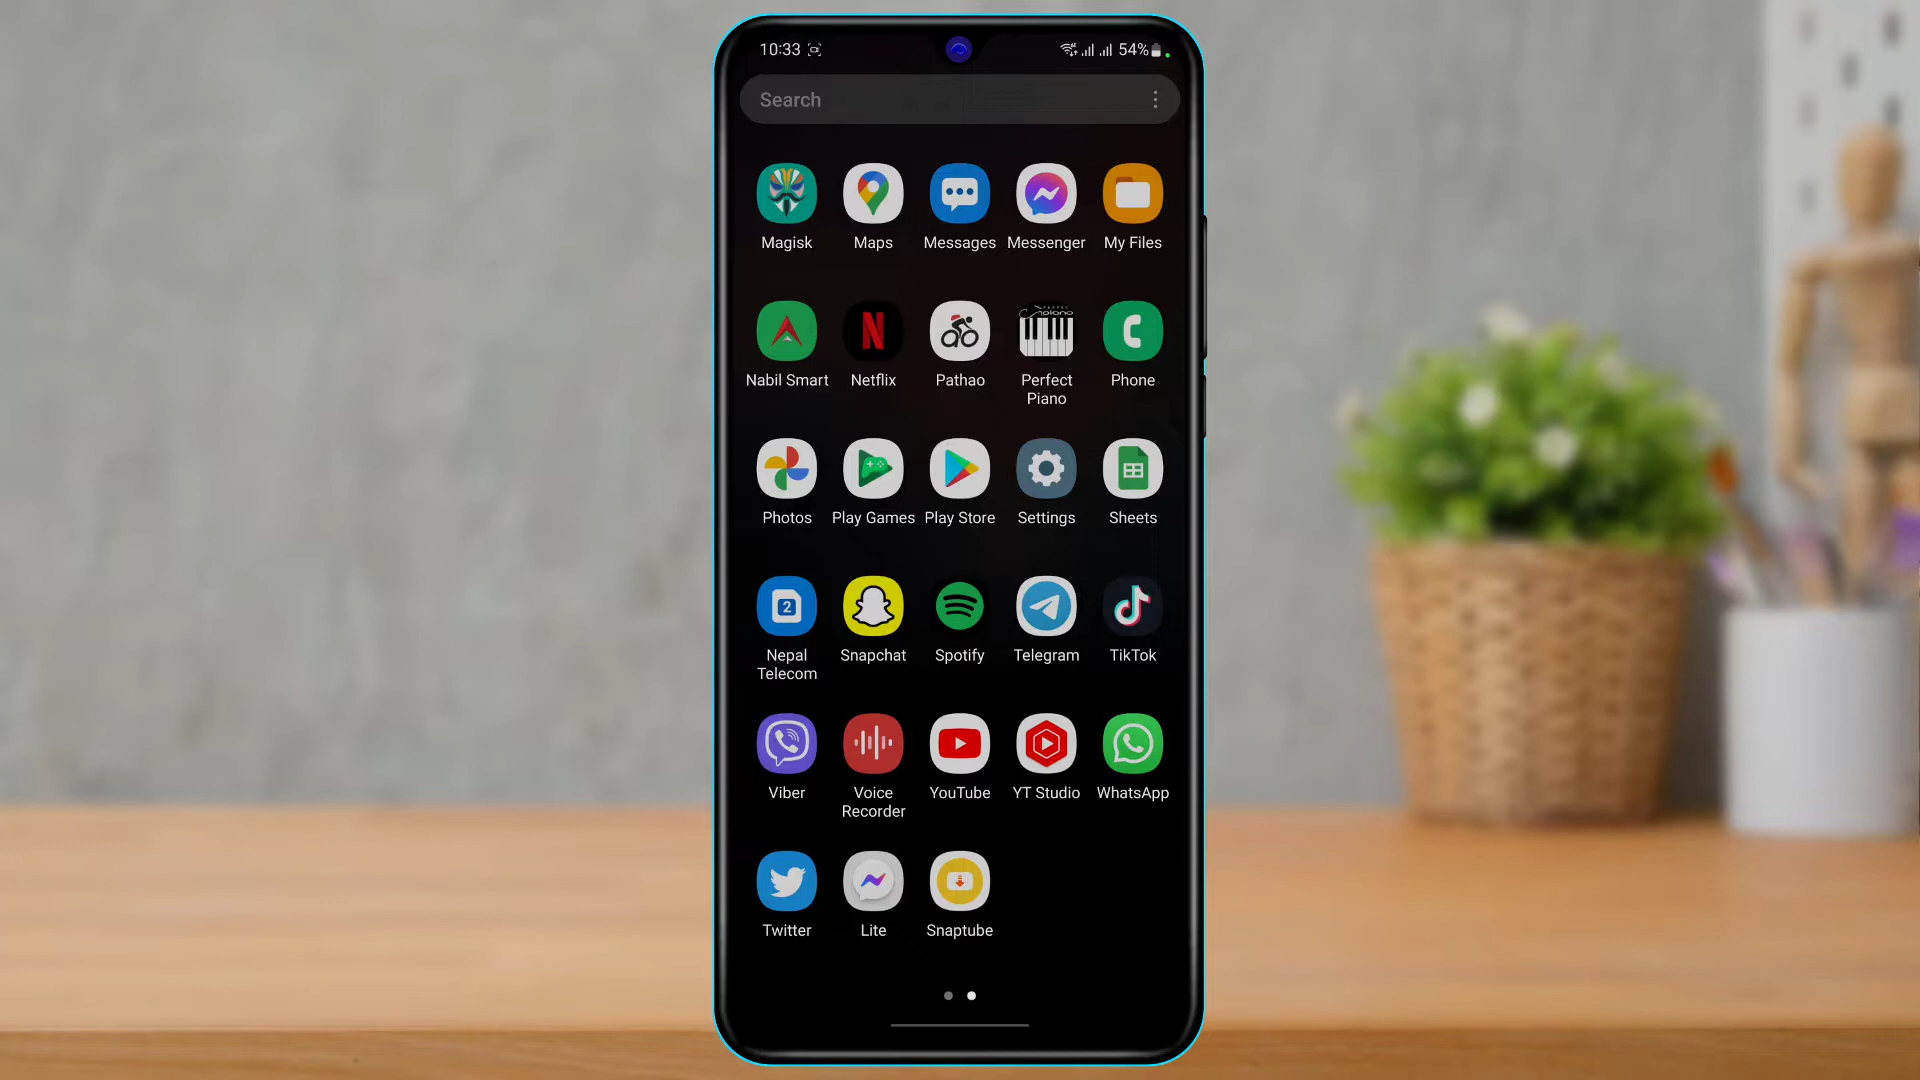 10:33 54%
Search
Magisk Maps Messages Messenger My Files
Nabil Smart Netflix Pathao Perfect Piano Phone
Photos Play Games Play Store Settings Sheets
Nepal Telecom Snapchat Spotify Telegram TikTok
Viber Voice Recorder YouTube YT Studio WhatsApp
Twitter Lite Snaptube